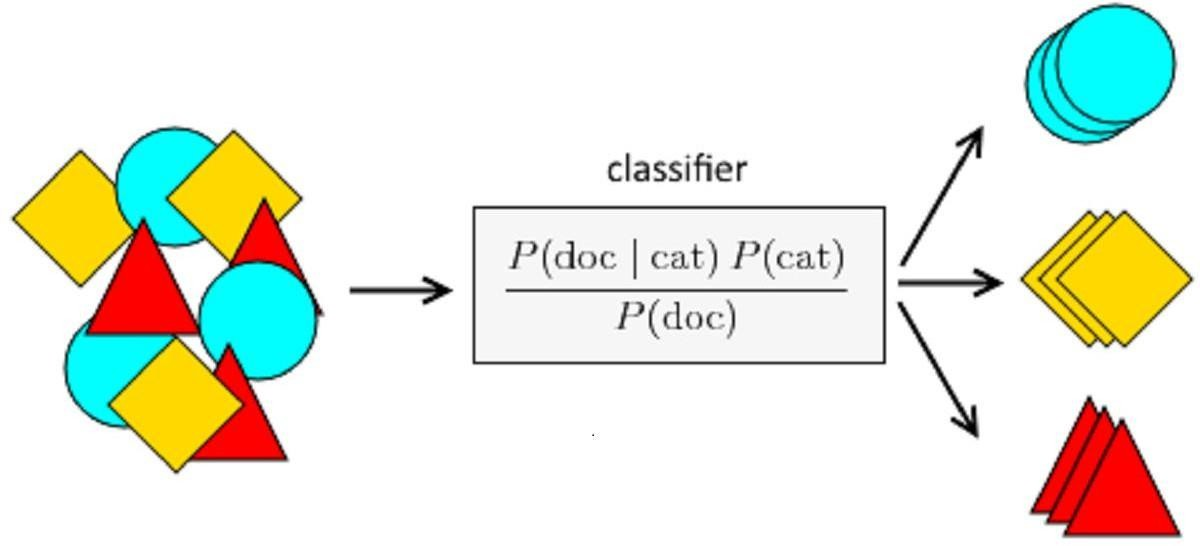 classifier
P(doc | cat) P(cat)
P(doc)